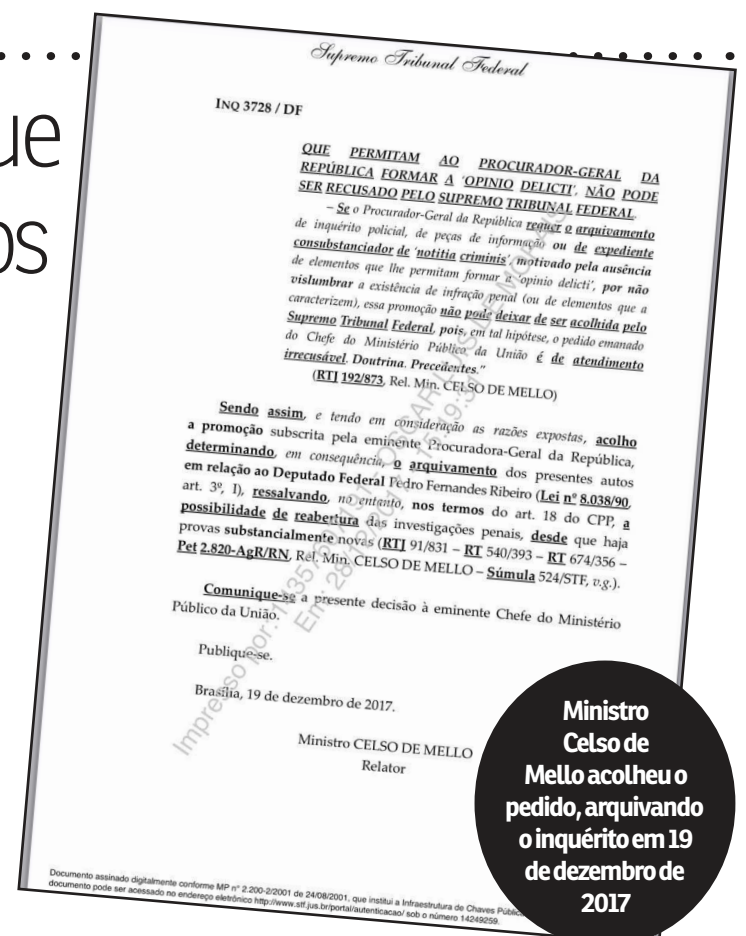 ue
os
Supremo Tribunal Federal
INQ 3728 / DF
QUE PERMITAM AO PROCURADOR-GERAL DA
REPÚBLICA FORMAR A 'OPINIO DELICTI', NÃO PODE
SER RECUSADO PELO SUPREMO TRIBUNAL FEDERAL.
– Se o Procurador-Geral da República requer o arquivamento
de inquérito policial, de peças de informação ou de expediente
consubstanciador de 'notitia criminis', motivado pela ausência
de elementos que lhe permitam formar a 'opinio delicti', por não
vislumbrar a existência de infração penal (ou de elementos que a
caracterizem), essa promoção não pode deixar de ser acolhida pelo
Supremo Tribunal Federal, pois, em tal hipótese, o pedido emanado
do Chefe do Ministério Público da União é de atendimento
irrecusável. Doutrina. Precedentes."
(RTJ 192/873, Rel. Min. CELSO DE MELLO)
Sendo assim, e tendo em consideração as razões expostas, acolho
a promoção subscrita pela eminente Procuradora-Geral da República,
determinando, em consequência, o arquivamento dos presentes autos
em relação ao Deputado Federal Pedro Fernandes Ribeiro (Lei nº 8.038/90,
art. 3º, I), ressalvando, no entanto, nos termos do art. 18 do CPP, a
possibilidade de reabertura das investigações penais, desde que haja
provas substancialmente novas (RTJ 91/831 – RT 540/393 – RT 674/356 –
Pet 2.820-AgR/RN, Rel. Min. CELSO DE MELLO – Súmula 524/STF, v.g.).
Comunique-se a presente decisão à eminente Chefe do Ministério
Público da União.
Publique-se.
Brasília, 19 de dezembro de 2017.
Ministro CELSO DE MELLO
Relator
Documento assinado digitalmente conforme MP nº 2.200-2/2001 de 24/08/2001, que institui a Infraestrutura de Chaves Públic
documento pode ser acessado no endereço eletrônico http://www.stf.jus.br/portal/autenticacao/ sob o número 14249259.
Ministro
Celso de
Mello acolheu o
pedido, arquivando
o inquérito em 19
de dezembro de
2017